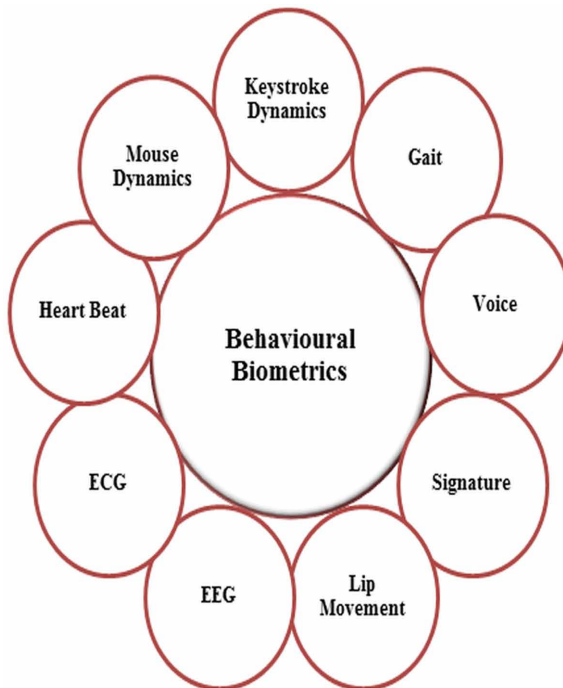 Keystroke
Dynamics
Gait
Mouse
Dynamics
Voice
Heart Beat
Behavioural
Biometrics
Signature
ECG
EEG
Lip
Movement